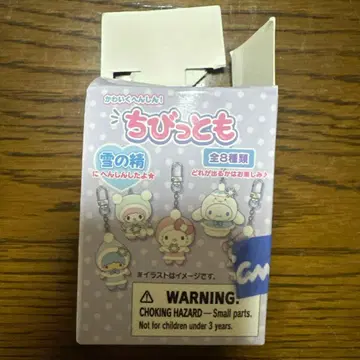 かわいくへんしん!
ちびっとも
雪の精
にへんしんしたよ★
全8種類
どれが出るかはお楽しみ♪
※イラストはイメージです。
WARNING:
CHOKING HAZARD — Small parts.
Not for children under 3 years.